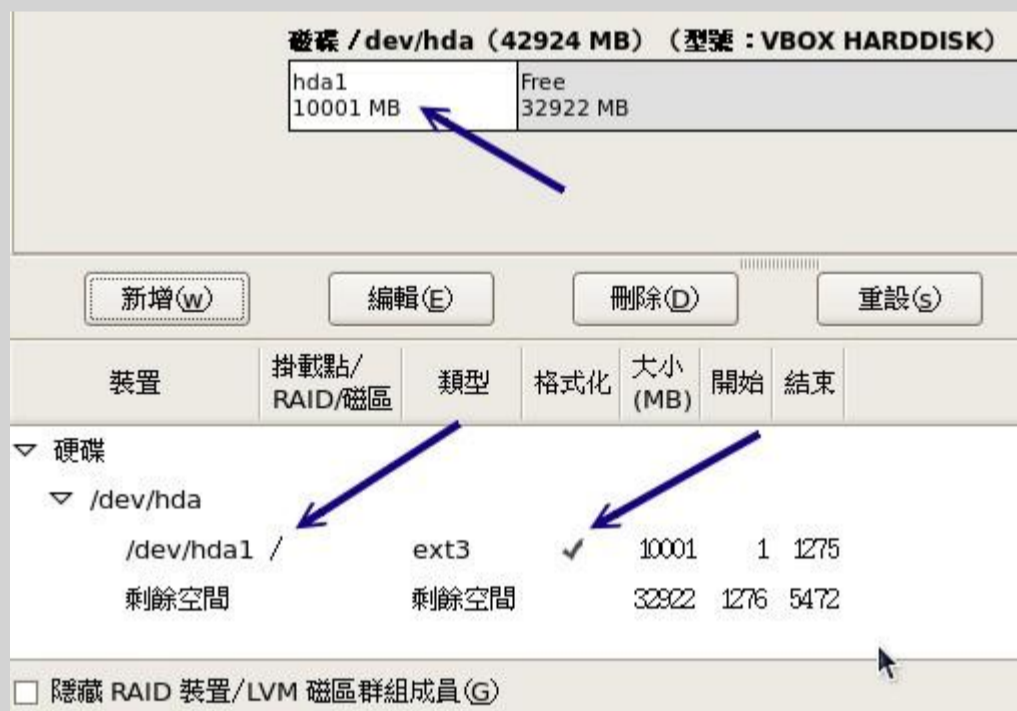 磁碟 /dev/hda（42924 MB）（型號：VBOX HARDDISK）
hda1 Free
10001 MB 32922 MB
新增(W) 編輯(E) 刪除(D) 重設(S)
裝置 掛載點/ RAID/磁區 類型 格式化 大小 (MB) 開始 結束
硬碟
/dev/hda
/dev/hda1 / ext3 ✓ 10001 1 1275
剩餘空間 剩餘空間 32922 1276 5472
隱藏 RAID 裝置/LVM 磁區群組成員(G)